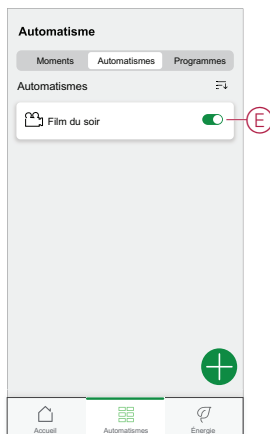 Automatisme
Moments Automatismes Programmes
Automatismes
Film du soir
E
Accueil Automatismes Énergie